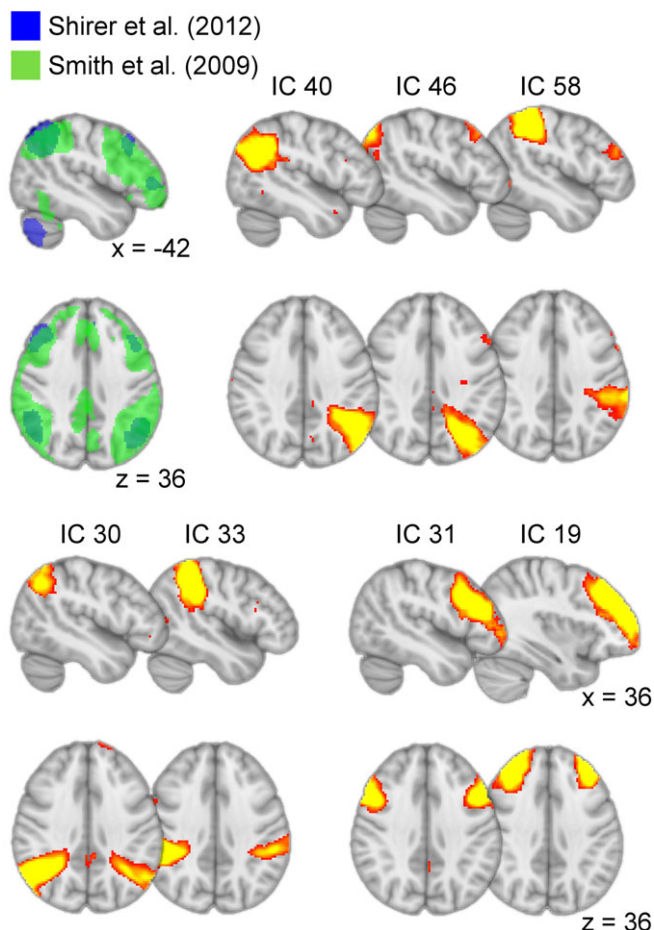 Shirer et al. (2012)
Smith et al. (2009)
IC 40 IC 46 IC 58
x = -42
z = 36
IC 30 IC 33 IC 31 IC 19
x = 36
z = 36